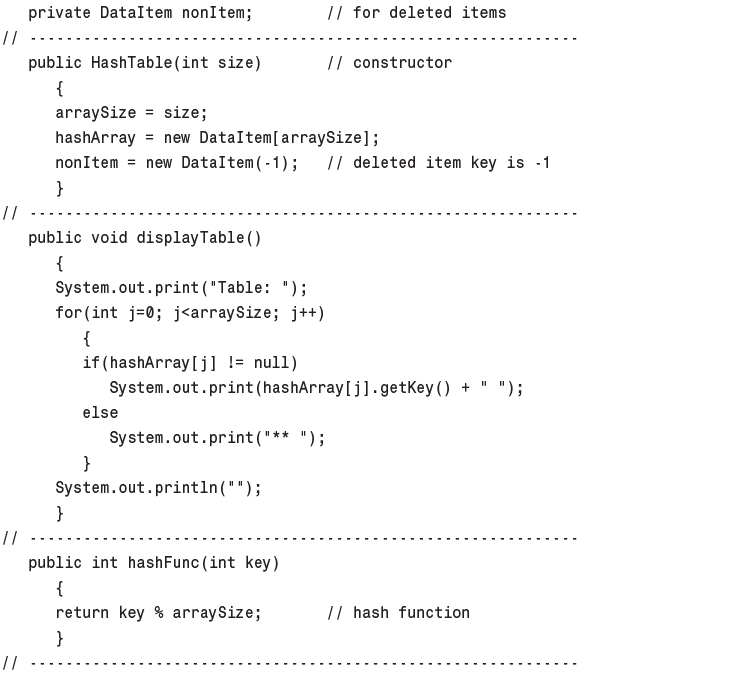 private DataItem nonItem;        // for deleted items
// -------------------------------------------------------------
   public HashTable(int size)       // constructor
      {
      arraySize = size;
      hashArray = new DataItem[arraySize];
      nonItem = new DataItem(-1);   // deleted item key is -1
      }
// -------------------------------------------------------------
   public void displayTable()
      {
      System.out.print("Table: ");
      for(int j=0; j<arraySize; j++)
         {
         if(hashArray[j] != null)
            System.out.print(hashArray[j].getKey() + " ");
         else
            System.out.print("** ");
         }
      System.out.println("");
      }
// -------------------------------------------------------------
   public int hashFunc(int key)
      {
      return key % arraySize;       // hash function
      }
// -------------------------------------------------------------